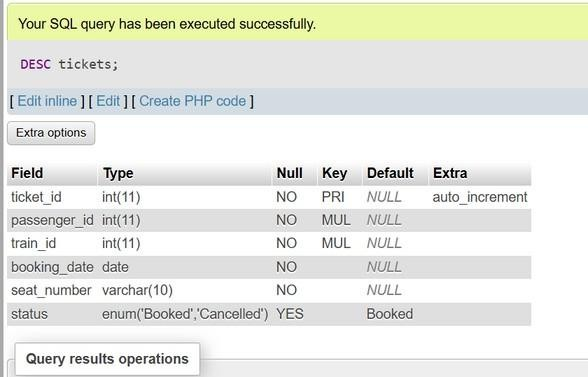 Your SQL query has been executed successfully.
DESC tickets;
[ Edit inline ] [ Edit ] [ Create PHP code ]
Extra options
Field Type Null Key Default Extra
ticket_id int(11) NO PRI NULL auto_increment
passenger_id int(11) NO MUL NULL
train_id int(11) NO MUL NULL
booking_date date NO NULL
seat_number varchar(10) NO NULL
status enum('Booked','Cancelled') YES Booked
Query results operations